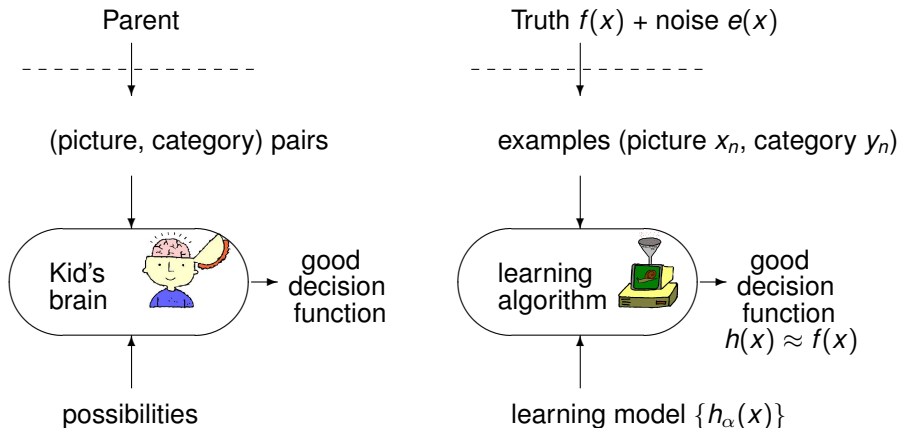 Parent
(picture, category) pairs
Kid's
brain
good
decision
function
possibilities
Truth f(x) + noise e(x)
examples (picture xₙ, category yₙ)
learning
algorithm
good
decision
function
h(x) ≈ f(x)
learning model {hα(x)}